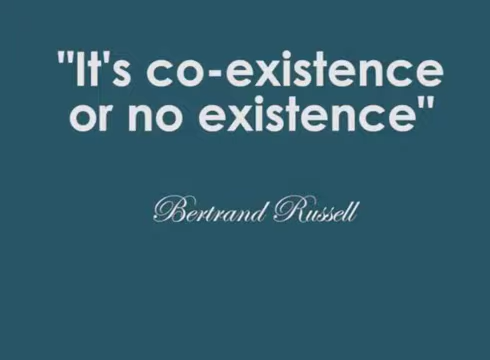 "It's co-existence
or no existence"
Bertrand Russell